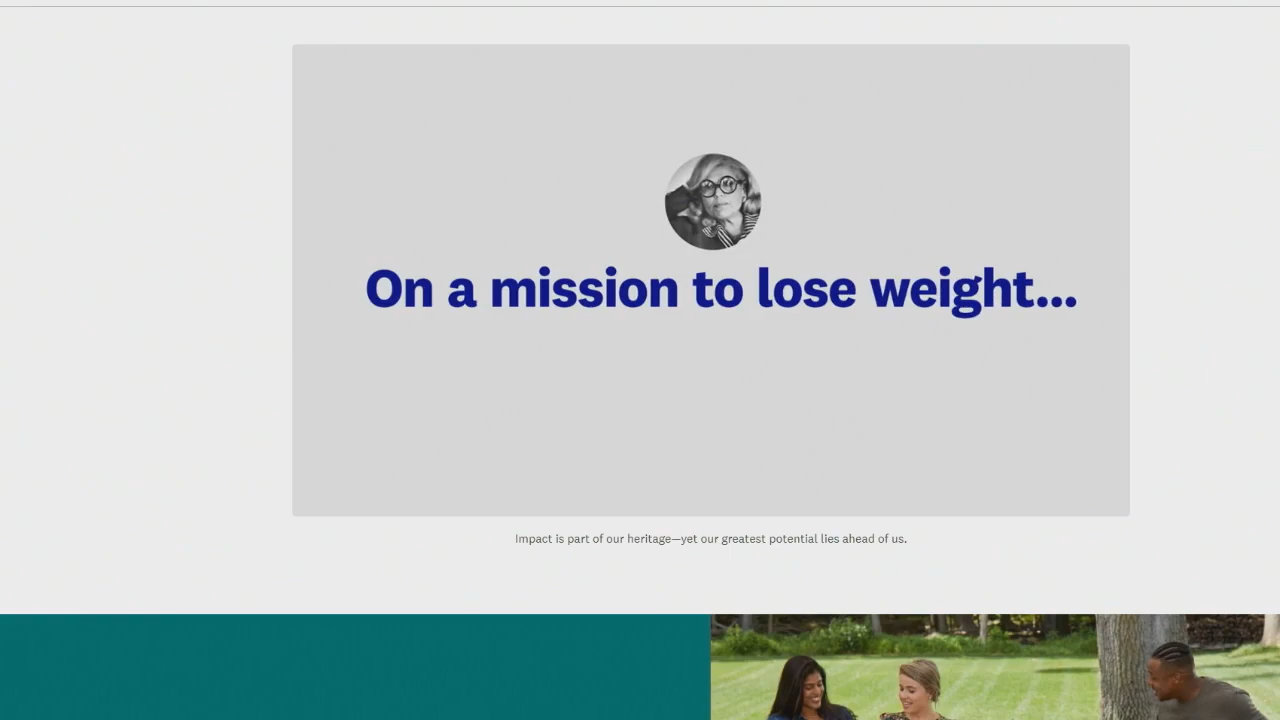 On a mission to lose weight...
Impact is part of our heritage—yet our greatest potential lies ahead of us.